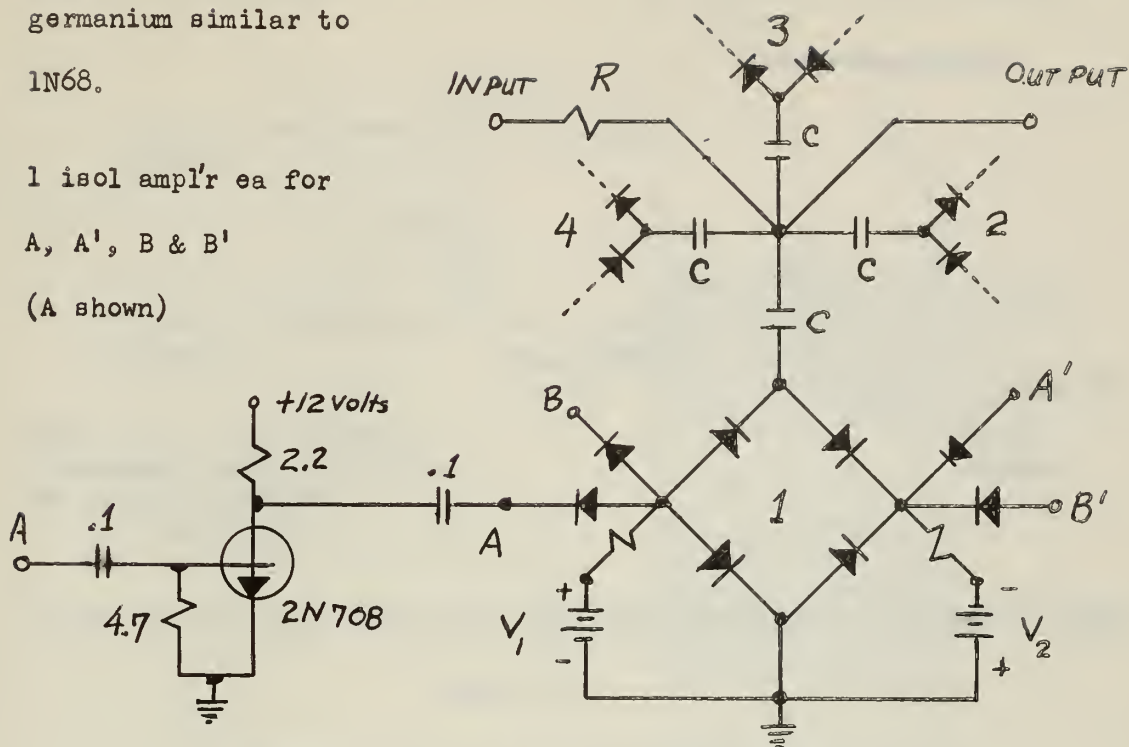 germanium similar to
1N68.
1 isol ampl'r ea for
A, A', B & B'
(A shown)
3
INPUT R OUTPUT
C
4 2
C C
C
B A'
+12 Volts
2.2 .1
1
A B'
A .1
2N708
4.7
+ -
V₁ V₂
- +